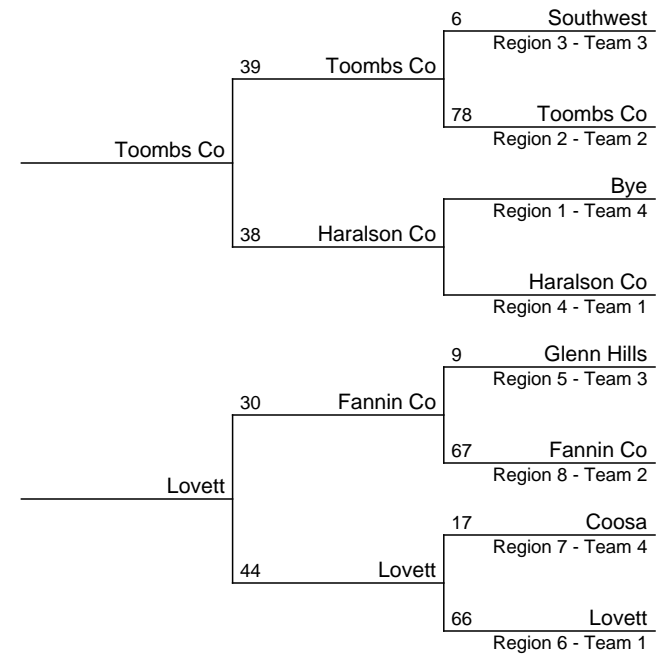 6 Southwest
Region 3 - Team 3
39 Toombs Co
78 Toombs Co
Region 2 - Team 2
Toombs Co
Bye
Region 1 - Team 4
38 Haralson Co
Haralson Co
Region 4 - Team 1
9 Glenn Hills
Region 5 - Team 3
30 Fannin Co
67 Fannin Co
Region 8 - Team 2
Lovett
17 Coosa
Region 7 - Team 4
44 Lovett
66 Lovett
Region 6 - Team 1